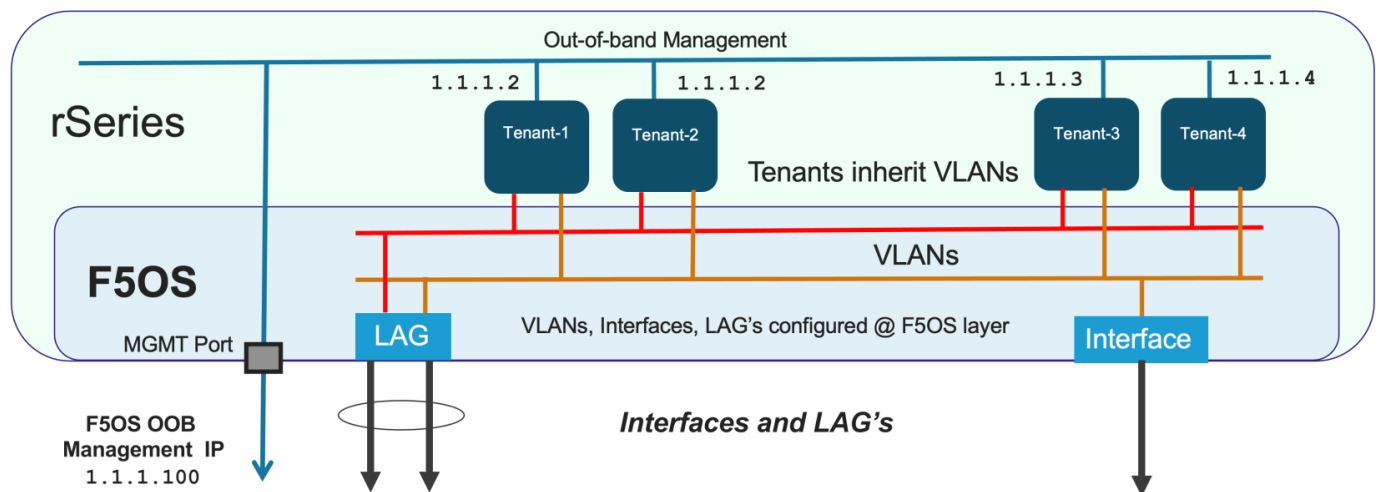 Out-of-band Management
1.1.1.2
1.1.1.2
1.1.1.3
1.1.1.4
rSeries
Tenant-1
Tenant-2
Tenant-3
Tenant-4
Tenants inherit VLANs
VLANs
F5OS
LAG
VLANs, Interfaces, LAG's configured @ F5OS layer
Interface
MGMT Port
F5OS OOB
Management IP
1.1.1.100
Interfaces and LAG's